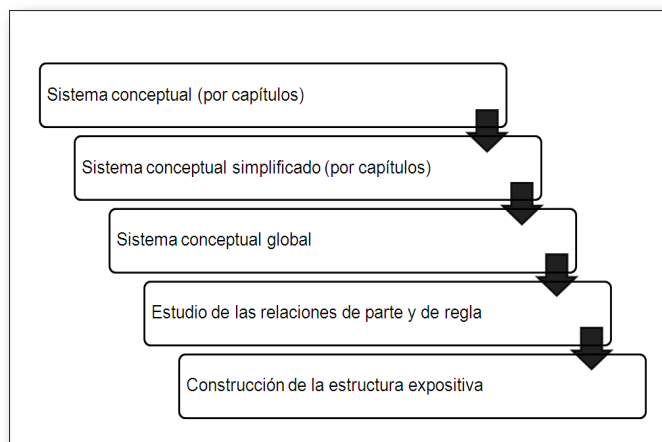 Sistema conceptual (por capítulos)
Sistema conceptual simplificado (por capítulos)
Sistema conceptual global
Estudio de las relaciones de parte y de regla
Construcción de la estructura expositiva